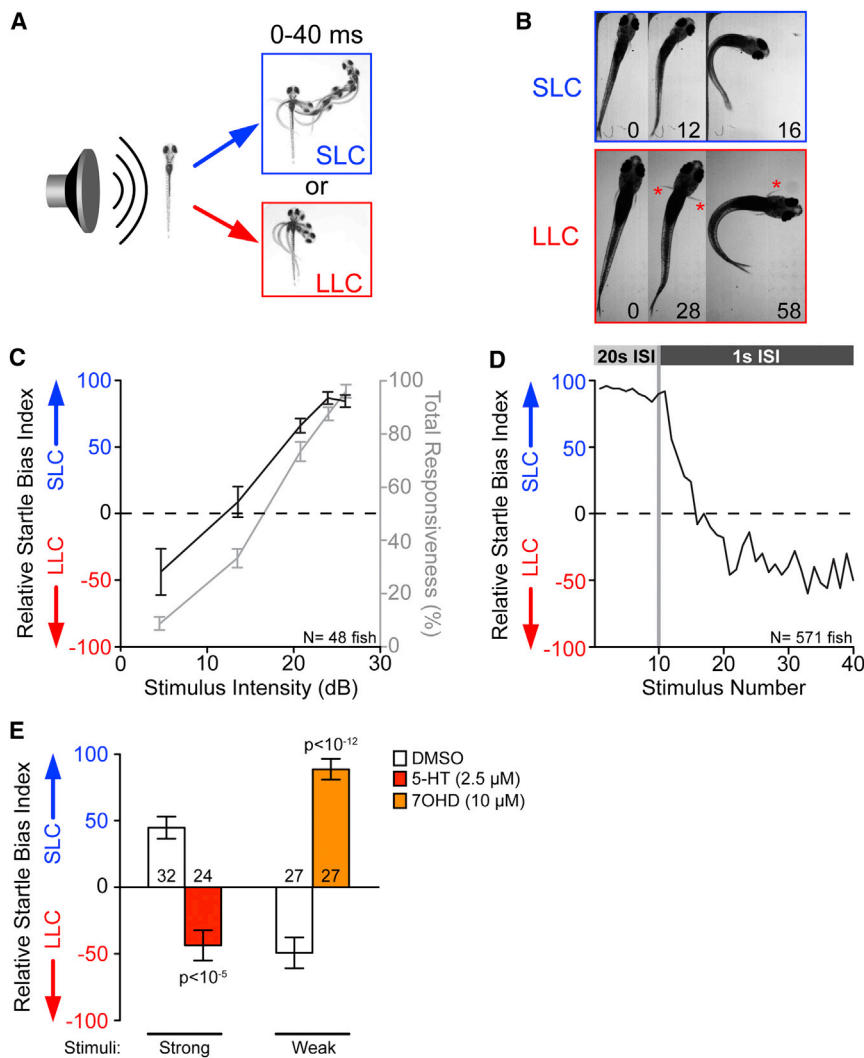 A
0-40 ms
SLC
or
LLC
B
SLC
0
12
16
LLC
*
*
*
0
28
58
C
Relative Startle Bias Index
LLC
SLC
100
50
0
-50
-100
0
10
20
30
Stimulus Intensity (dB)
100
80
60
40
20
0
Total Responsiveness (%)
N= 48 fish
D
20s ISI
1s ISI
Relative Startle Bias Index
LLC
SLC
100
50
0
-50
-100
10
20
30
40
Stimulus Number
N= 571 fish
E
Relative Startle Bias Index
LLC
SLC
100
50
0
-50
-100
32
24
27
27
p<10-5
p<10-12
DMSO
5-HT (2.5 µM)
7OHD (10 µM)
Stimuli:
Strong
Weak